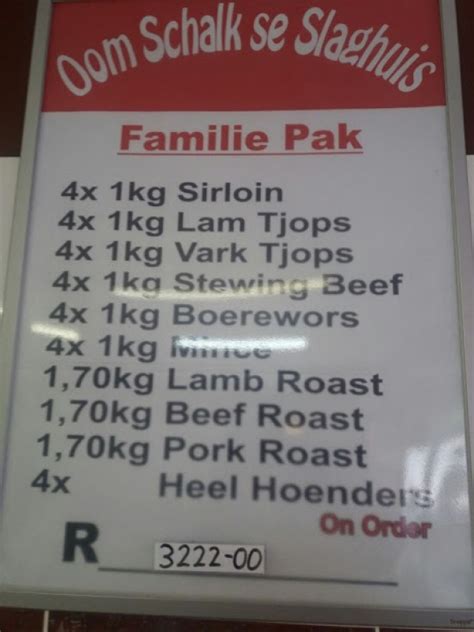 Oom Schalk se Slaghuis
Familie Pak
4x 1kg Sirloin
4x 1kg Lam Tjops
4x 1kg Vark Tjops
4x 1kg Stewing Beef
4x 1kg Boerewors
4x 1kg Mince
1,70kg Lamb Roast
1,70kg Beef Roast
1,70kg Pork Roast
4x Heel Hoenders
On Order
R 3222-00